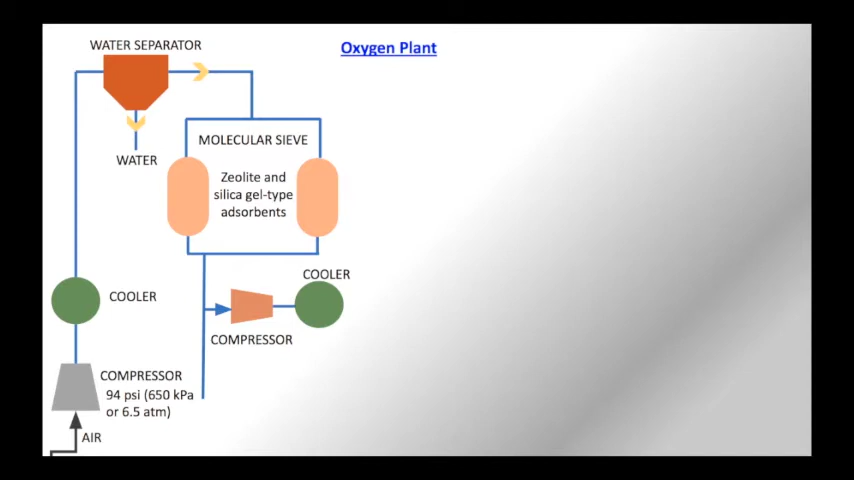 Oxygen Plant
WATER SEPARATOR
WATER
MOLECULAR SIEVE
Zeolite and
silica gel-type
adsorbents
COOLER
COOLER
COMPRESSOR
COMPRESSOR
94 psi (650 kPa
or 6.5 atm)
AIR